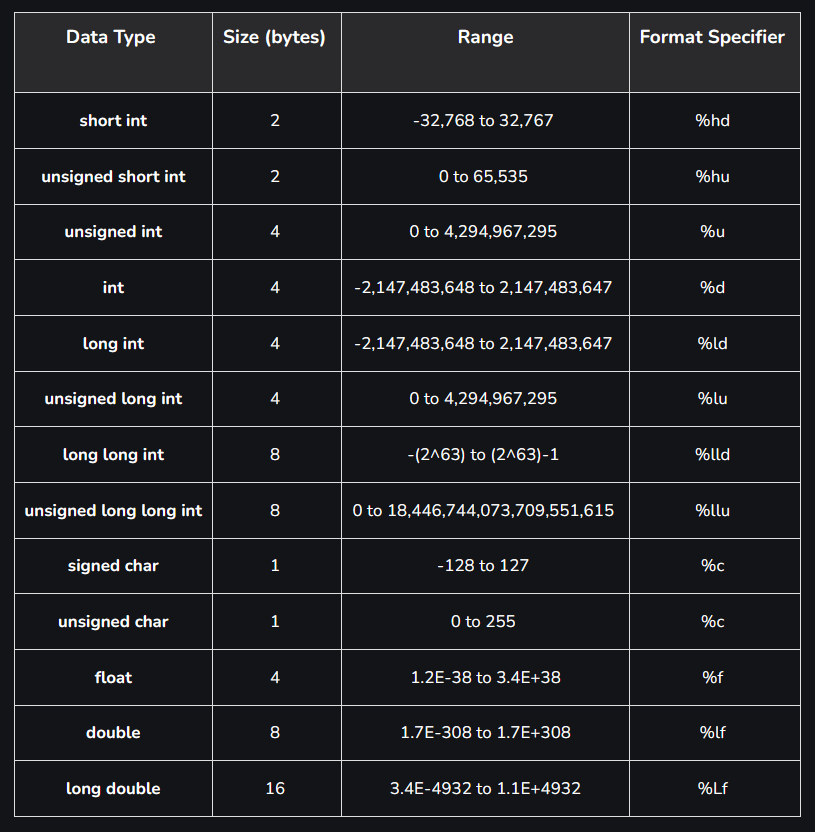 Data Type Size (bytes) Range Format Specifier
short int 2 -32,768 to 32,767 %hd
unsigned short int 2 0 to 65,535 %hu
unsigned int 4 0 to 4,294,967,295 %u
int 4 -2,147,483,648 to 2,147,483,647 %d
long int 4 -2,147,483,648 to 2,147,483,647 %ld
unsigned long int 4 0 to 4,294,967,295 %lu
long long int 8 -(2^63) to (2^63)-1 %lld
unsigned long long int 8 0 to 18,446,744,073,709,551,615 %llu
signed char 1 -128 to 127 %c
unsigned char 1 0 to 255 %c
float 4 1.2E-38 to 3.4E+38 %f
double 8 1.7E-308 to 1.7E+308 %lf
long double 16 3.4E-4932 to 1.1E+4932 %Lf